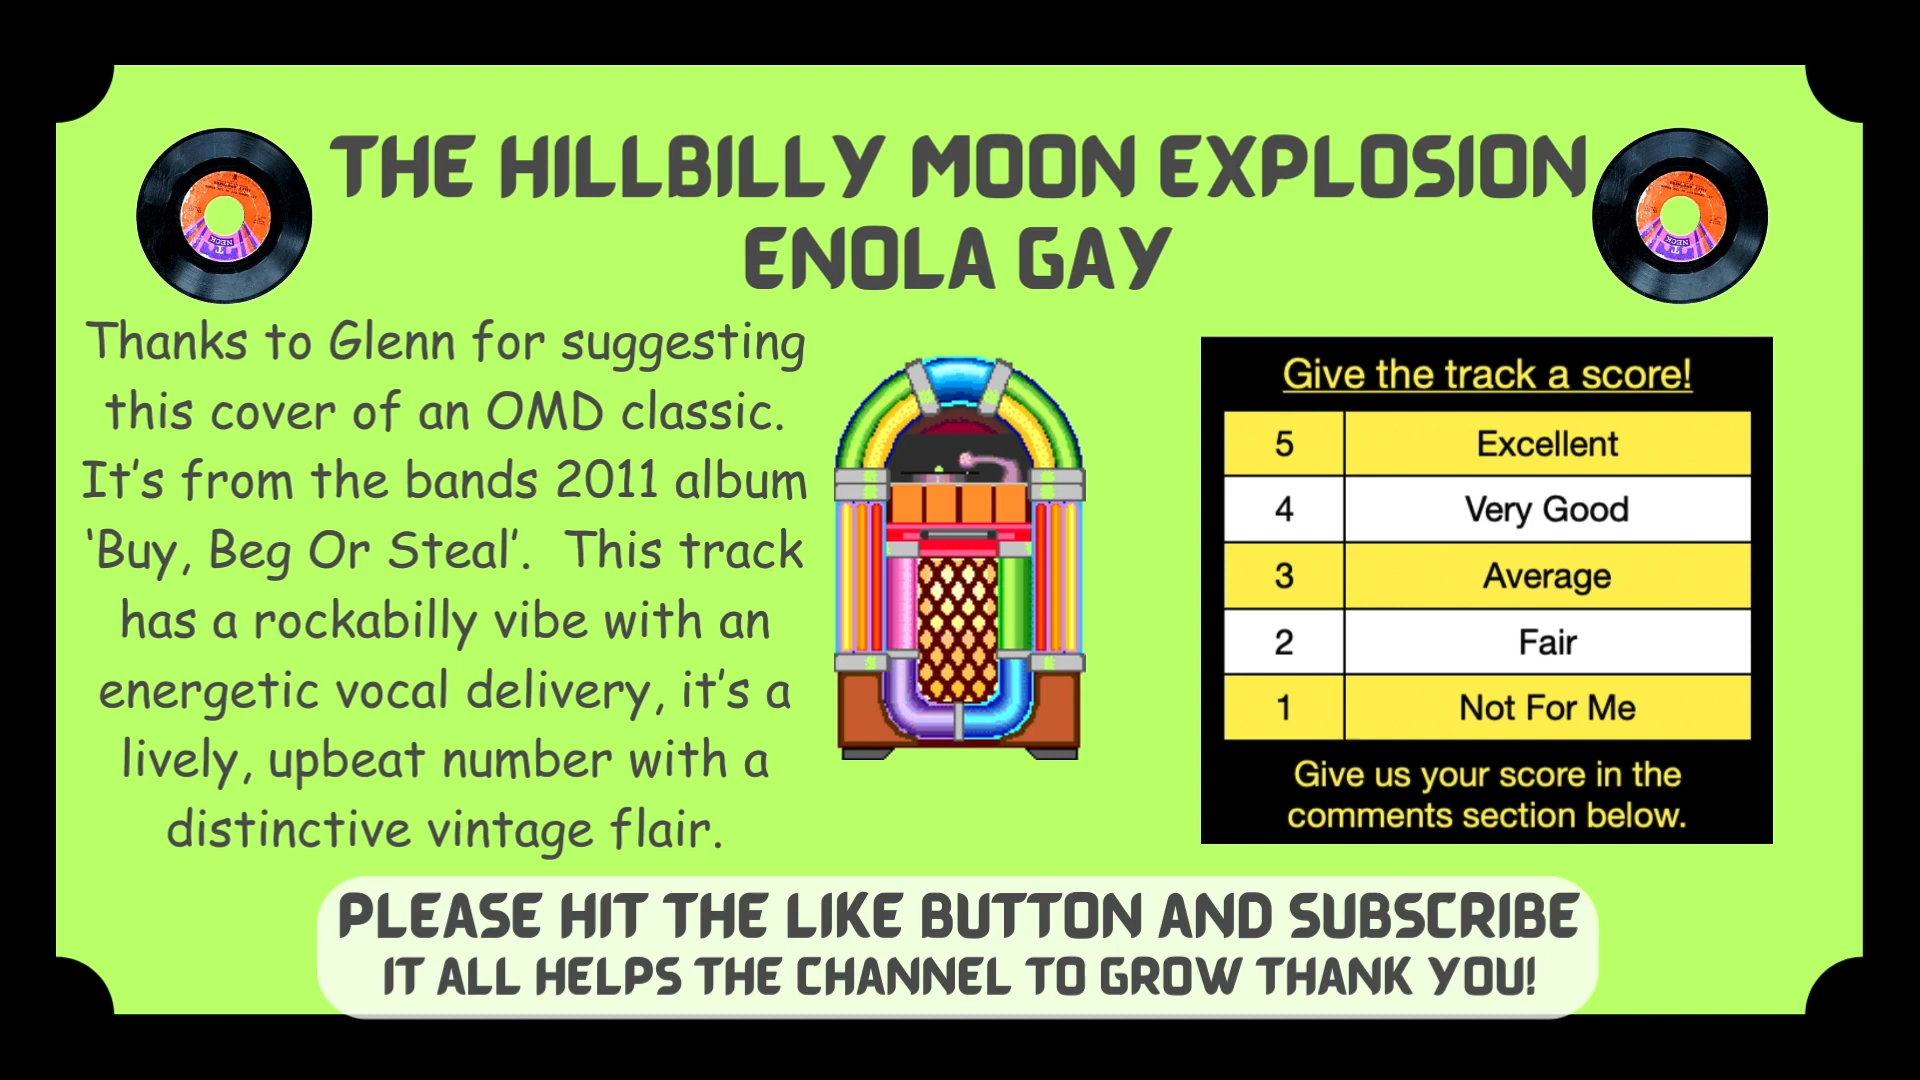 THE HILLBILLY MOON EXPLOSION
ENOLA GAY
Thanks to Glenn for suggesting
this cover of an OMD classic.
It's from the bands 2011 album
'Buy, Beg Or Steal'.  This track
has a rockabilly vibe with an
energetic vocal delivery, it's a
lively, upbeat number with a
distinctive vintage flair.
Give the track a score!
5 Excellent
4 Very Good
3 Average
2 Fair
1 Not For Me
Give us your score in the
comments section below.
PLEASE HIT THE LIKE BUTTON AND SUBSCRIBE
IT ALL HELPS THE CHANNEL TO GROW THANK YOU!